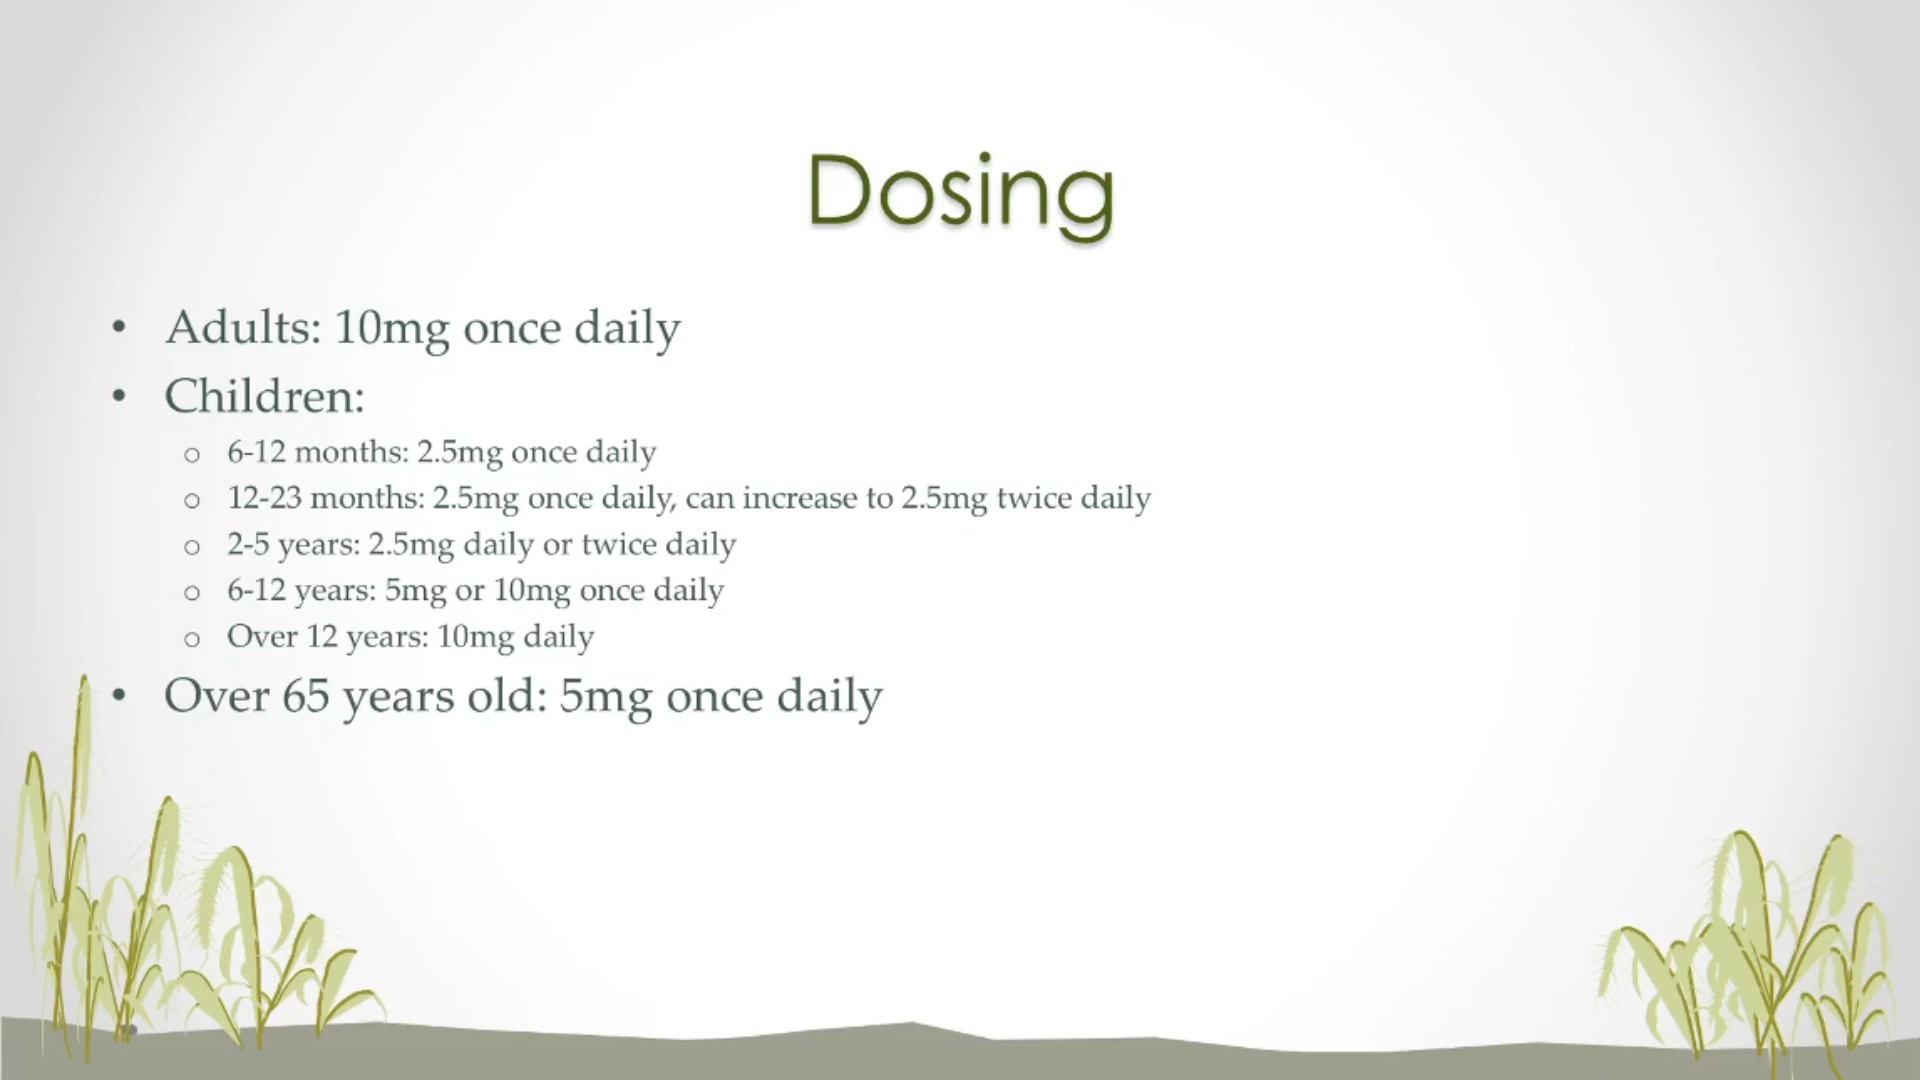 Dosing
• Adults: 10mg once daily
• Children:
o 6-12 months: 2.5mg once daily
o 12-23 months: 2.5mg once daily, can increase to 2.5mg twice daily
o 2-5 years: 2.5mg daily or twice daily
o 6-12 years: 5mg or 10mg once daily
o Over 12 years: 10mg daily
• Over 65 years old: 5mg once daily